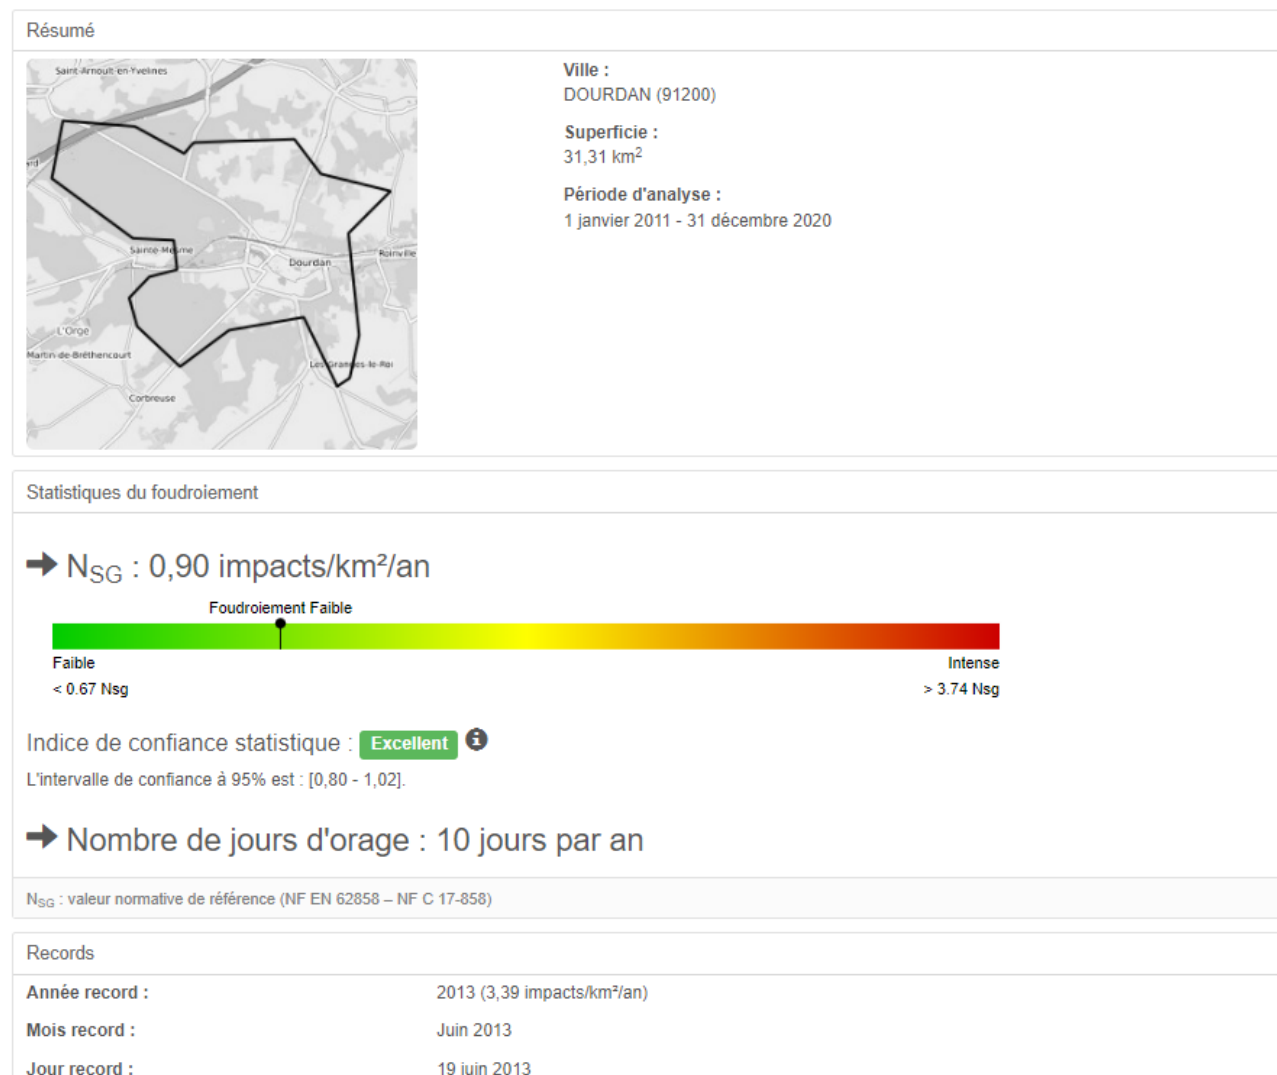 Résumé
Saint-Arnoult-en-Yvelines
Sainte-Mesme
Dourdan
Roinville
L'Orge
Martin-de-Bréthencourt
Les Granges-le-Roi
Corbreuse
Ville :
DOURDAN (91200)
Superficie :
31,31 km²
Période d'analyse :
1 janvier 2011 - 31 décembre 2020
Statistiques du foudroiement
➔ NSG : 0,90 impacts/km²/an
Foudroiement Faible
Faible Intense
< 0.67 Nsg > 3.74 Nsg
Indice de confiance statistique : Excellent
L'intervalle de confiance à 95% est : [0,80 - 1,02].
➔ Nombre de jours d'orage : 10 jours par an
NSG : valeur normative de référence (NF EN 62858 – NF C 17-858)
Records
Année record : 2013 (3,39 impacts/km²/an)
Mois record : Juin 2013
Jour record : 19 juin 2013